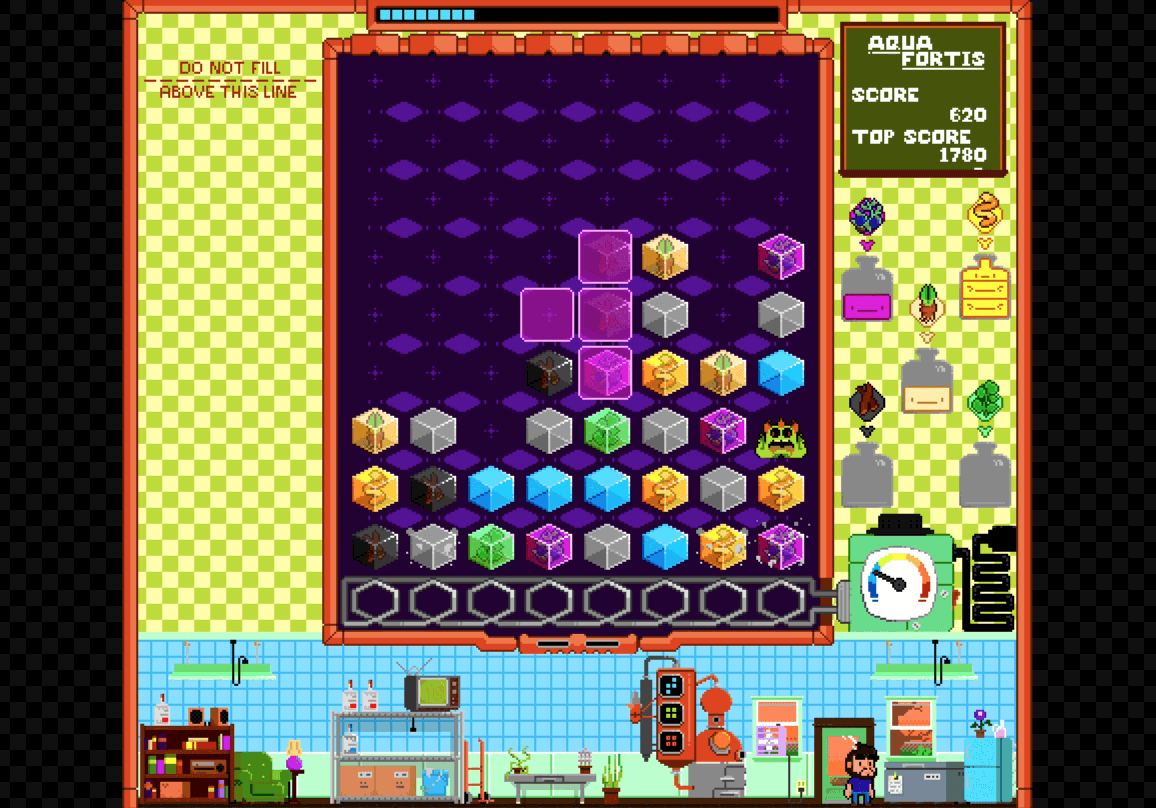 DO NOT FILL
ABOVE THIS LINE
AQUA
FORTIS
SCORE
620
TOP SCORE
1780